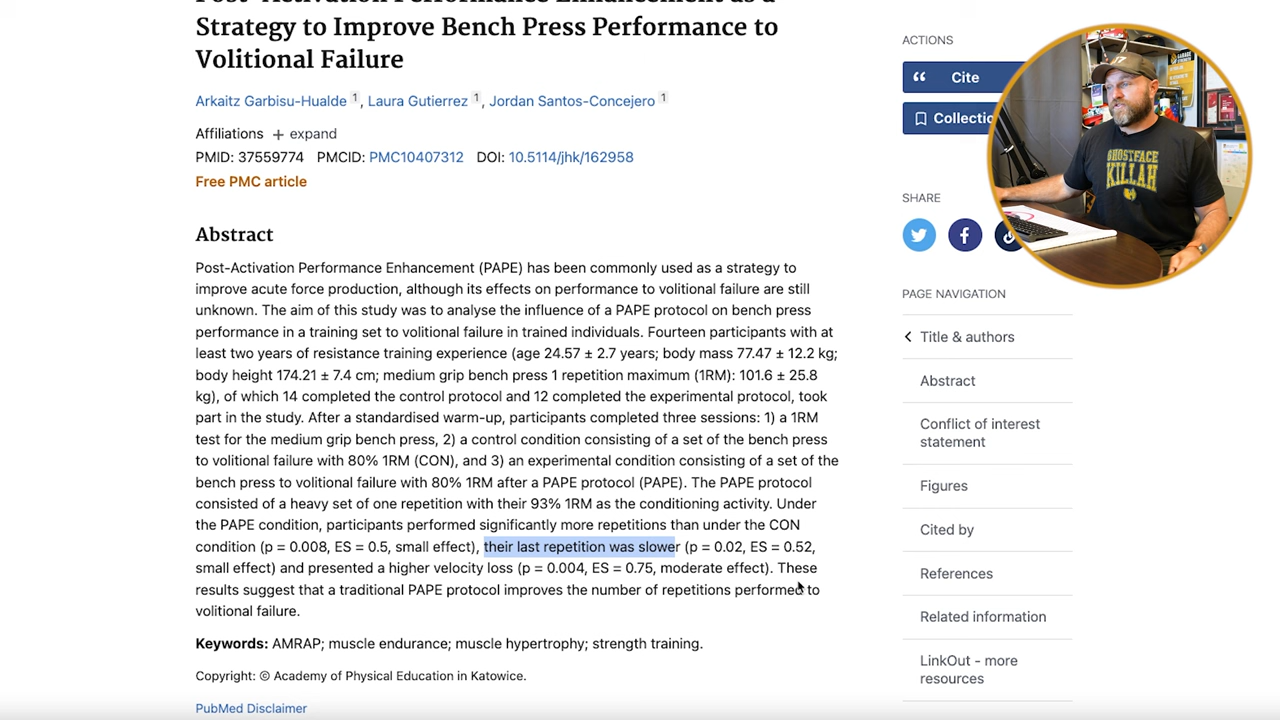 Post-Activation Performance Enhancement as a
Strategy to Improve Bench Press Performance to
Volitional Failure
Arkaitz Garbisu-Hualde 1 , Laura Gutierrez 1 , Jordan Santos-Concejero 1
Affiliations + expand
PMID: 37559774 PMCID: PMC10407312 DOI: 10.5114/jhk/162958
Free PMC article
Abstract
Post-Activation Performance Enhancement (PAPE) has been commonly used as a strategy to
improve acute force production, although its effects on performance to volitional failure are still
unknown. The aim of this study was to analyse the influence of a PAPE protocol on bench press
performance in a training set to volitional failure in trained individuals. Fourteen participants with at
least two years of resistance training experience (age 24.57 ± 2.7 years; body mass 77.47 ± 12.2 kg;
body height 174.21 ± 7.4 cm; medium grip bench press 1 repetition maximum (1RM): 101.6 ± 25.8
kg), of which 14 completed the control protocol and 12 completed the experimental protocol, took
part in the study. After a standardised warm-up, participants completed three sessions: 1) a 1RM
test for the medium grip bench press, 2) a control condition consisting of a set of the bench press
to volitional failure with 80% 1RM (CON), and 3) an experimental condition consisting of a set of the
bench press to volitional failure with 80% 1RM after a PAPE protocol (PAPE). The PAPE protocol
consisted of a heavy set of one repetition with their 93% 1RM as the conditioning activity. Under
the PAPE condition, participants performed significantly more repetitions than under the CON
condition (p = 0.008, ES = 0.5, small effect), their last repetition was slower (p = 0.02, ES = 0.52,
small effect) and presented a higher velocity loss (p = 0.004, ES = 0.75, moderate effect). These
results suggest that a traditional PAPE protocol improves the number of repetitions performed to
volitional failure.
Keywords: AMRAP; muscle endurance; muscle hypertrophy; strength training.
Copyright: © Academy of Physical Education in Katowice.
PubMed Disclaimer
ACTIONS
Cite
Collectio
SHARE
PAGE NAVIGATION
Title & authors
Abstract
Conflict of interest
statement
Figures
Cited by
References
Related information
LinkOut - more
resources
GHOSTFACE
KILLAH